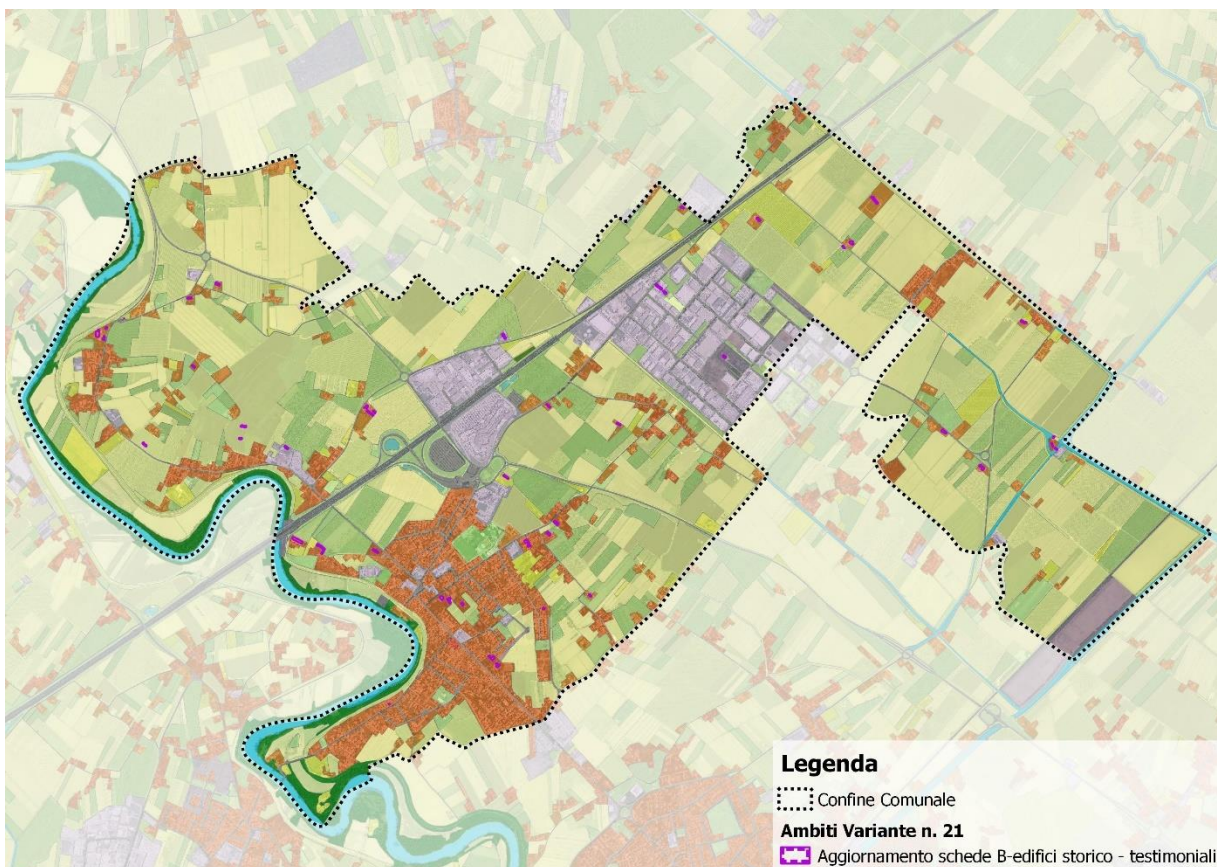 Legenda
Confine Comunale
Ambiti Variante n. 21
Aggiornamento schede B-edifici storico - testimoniali